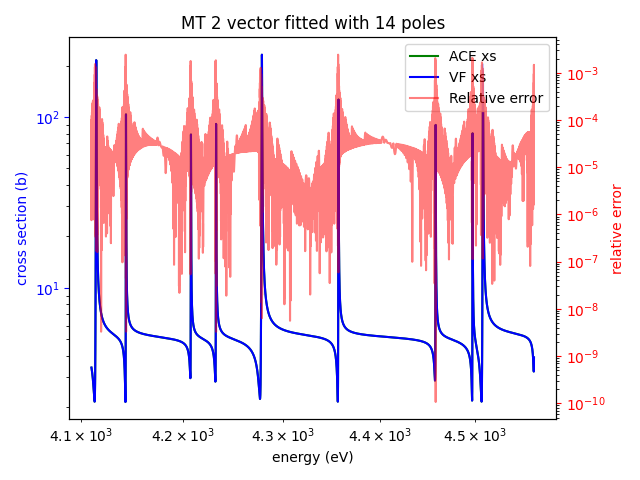 MT 2 vector fitted with 14 poles
ACE xs
VF xs
Relative error
cross section (b)
10²
10¹
relative error
10⁻³
10⁻⁴
10⁻⁵
10⁻⁶
10⁻⁷
10⁻⁸
10⁻⁹
10⁻¹⁰
4.1 × 10³ 4.2 × 10³ 4.3 × 10³ 4.4 × 10³ 4.5 × 10³
energy (eV)